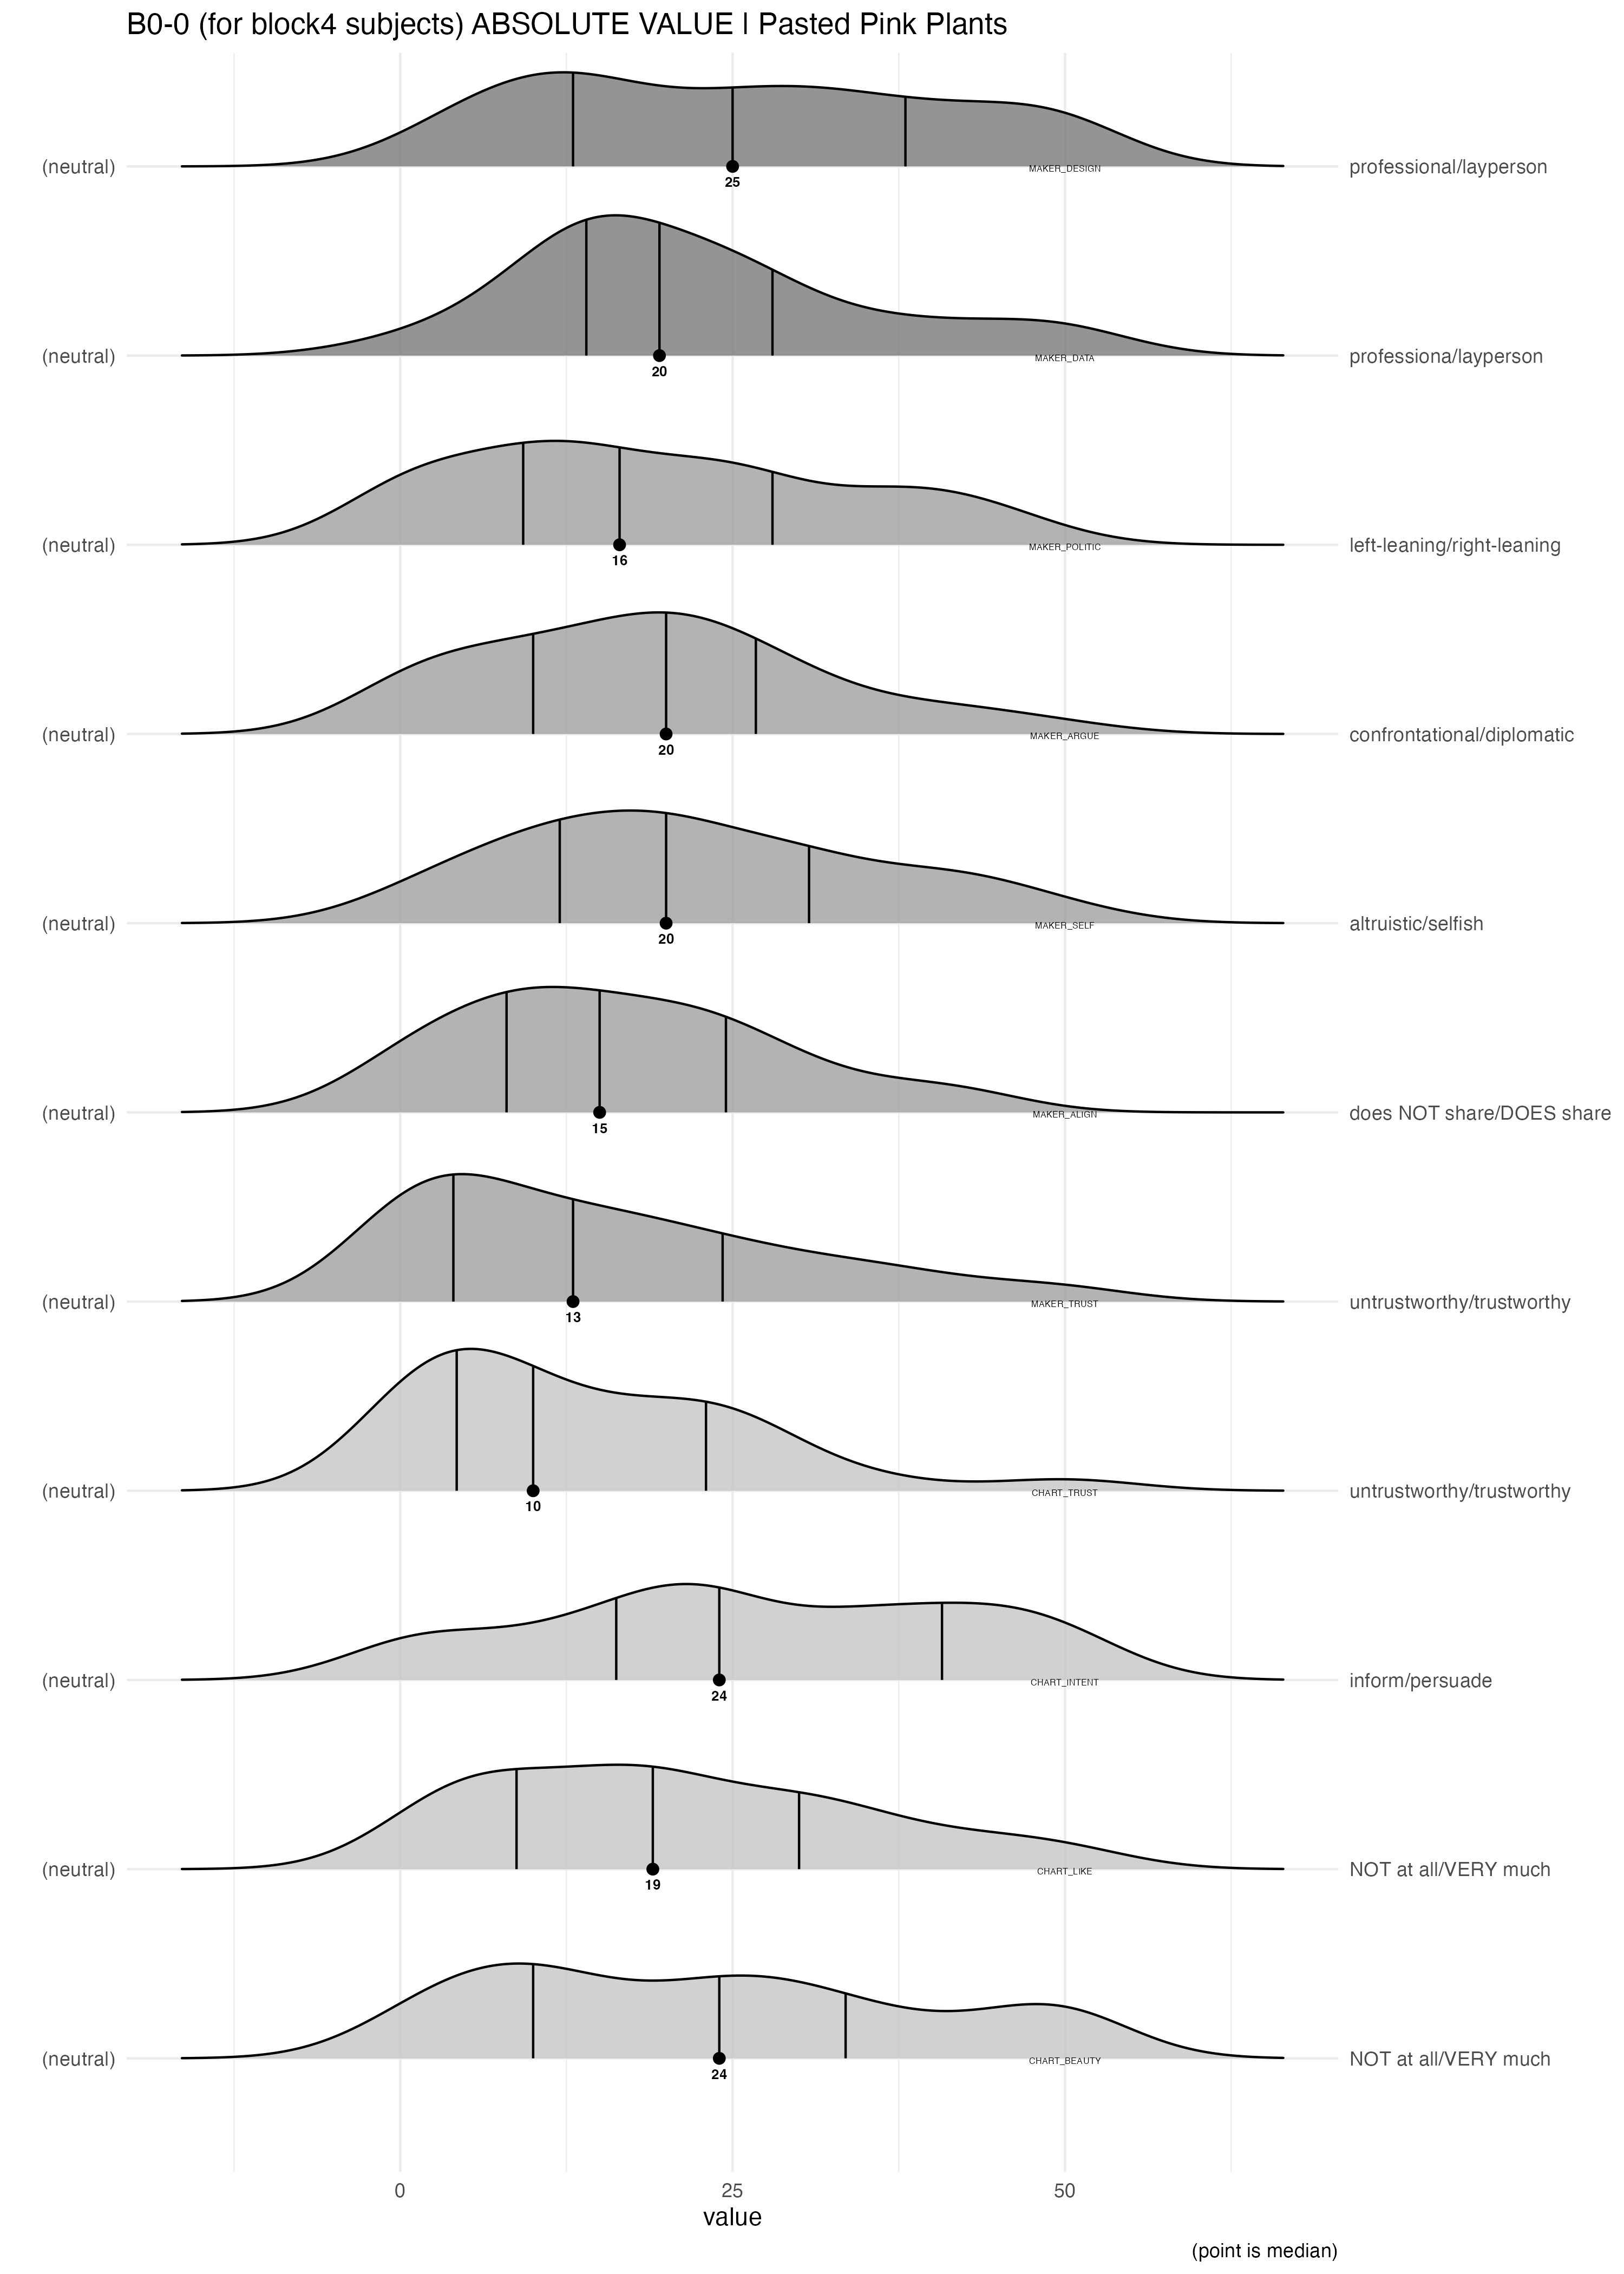 B0-0 (for block4 subjects) ABSOLUTE VALUE | Pasted Pink Plants
(neutral) MAKER_DESIGN professional/layperson
25
(neutral) MAKER_DATA professiona/layperson
20
(neutral) MAKER_POLITIC left-leaning/right-leaning
16
(neutral) MAKER_ARGUE confrontational/diplomatic
20
(neutral) MAKER_SELF altruistic/selfish
20
(neutral) MAKER_ALIGN does NOT share/DOES share
15
(neutral) MAKER_TRUST untrustworthy/trustworthy
13
(neutral) CHART_TRUST untrustworthy/trustworthy
10
(neutral) CHART_INTENT inform/persuade
24
(neutral) CHART_LIKE NOT at all/VERY much
19
(neutral) CHART_BEAUTY NOT at all/VERY much
24
0 25 50
value
(point is median)